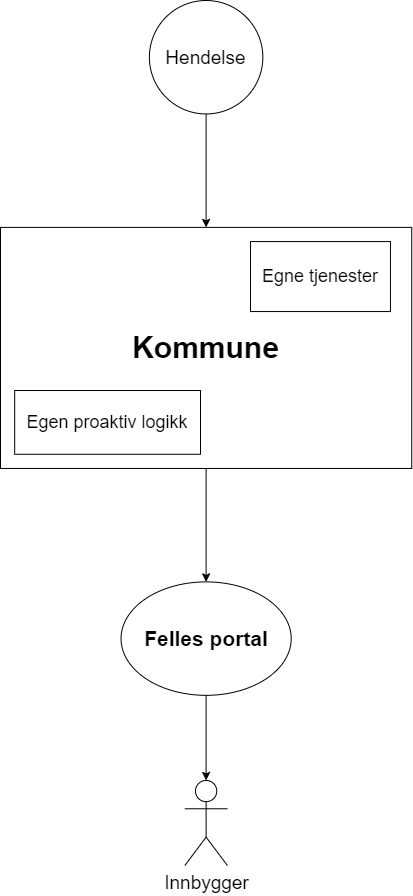 Hendelse
Egne tjenester
Kommune
Egen proaktiv logikk
Felles portal
Innbygger